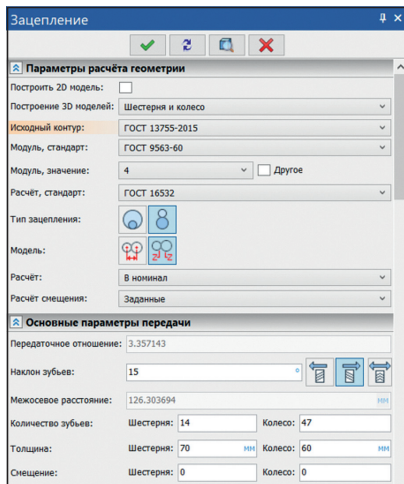 Зацепление
Параметры расчёта геометрии
Построить 2D модель:
Построение 3D моделей: Шестерня и колесо
Исходный контур: ГОСТ 13755-2015
Модуль, стандарт: ГОСТ 9563-60
Модуль, значение: 4 Другое
Расчёт, стандарт: ГОСТ 16532
Тип зацепления:
Модель:
Расчёт: В номинал
Расчёт смещения: Заданные
Основные параметры передачи
Передаточное отношение: 3.357143
Наклон зубьев: 15 °
Межосевое расстояние: 126.303694 мм
Количество зубьев: Шестерня: 14 Колесо: 47
Толщина: Шестерня: 70 мм Колесо: 60 мм
Смещение: Шестерня: 0 Колесо: 0